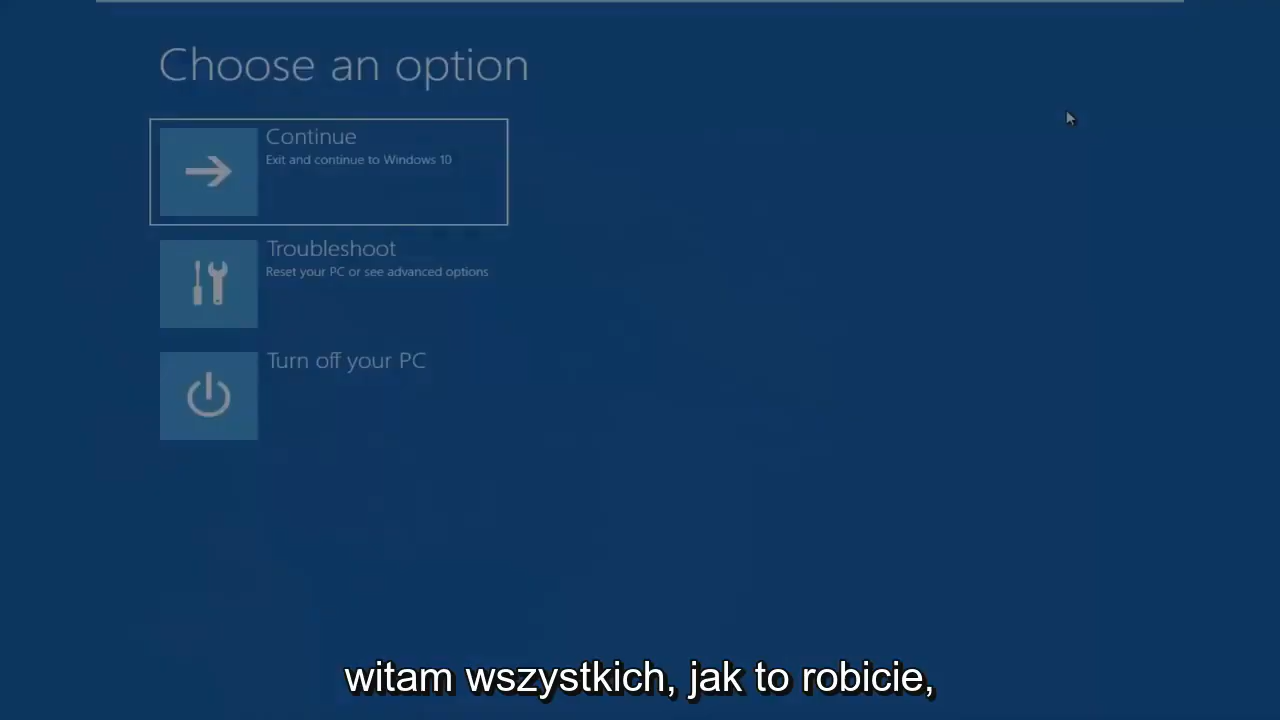 Choose an option
Continue
Exit and continue to Windows 10
Troubleshoot
Reset your PC or see advanced options
Turn off your PC
witam wszystkich, jak to robicie,